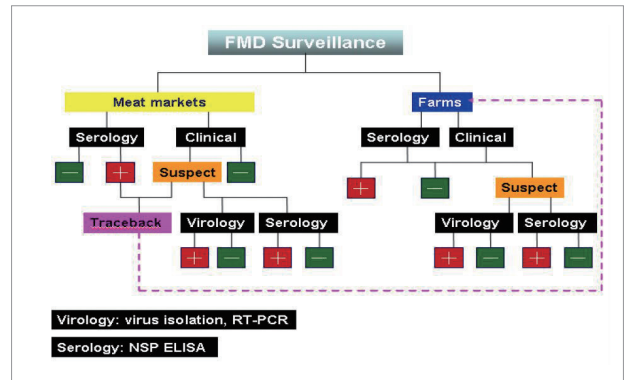 FMD Surveillance
Meat markets Farms
Serology Clinical Serology Clinical
− + Suspect − + − Suspect
Traceback Virology Serology Virology Serology
+ − + − + − + −
Virology: virus isolation, RT-PCR
Serology: NSP ELISA